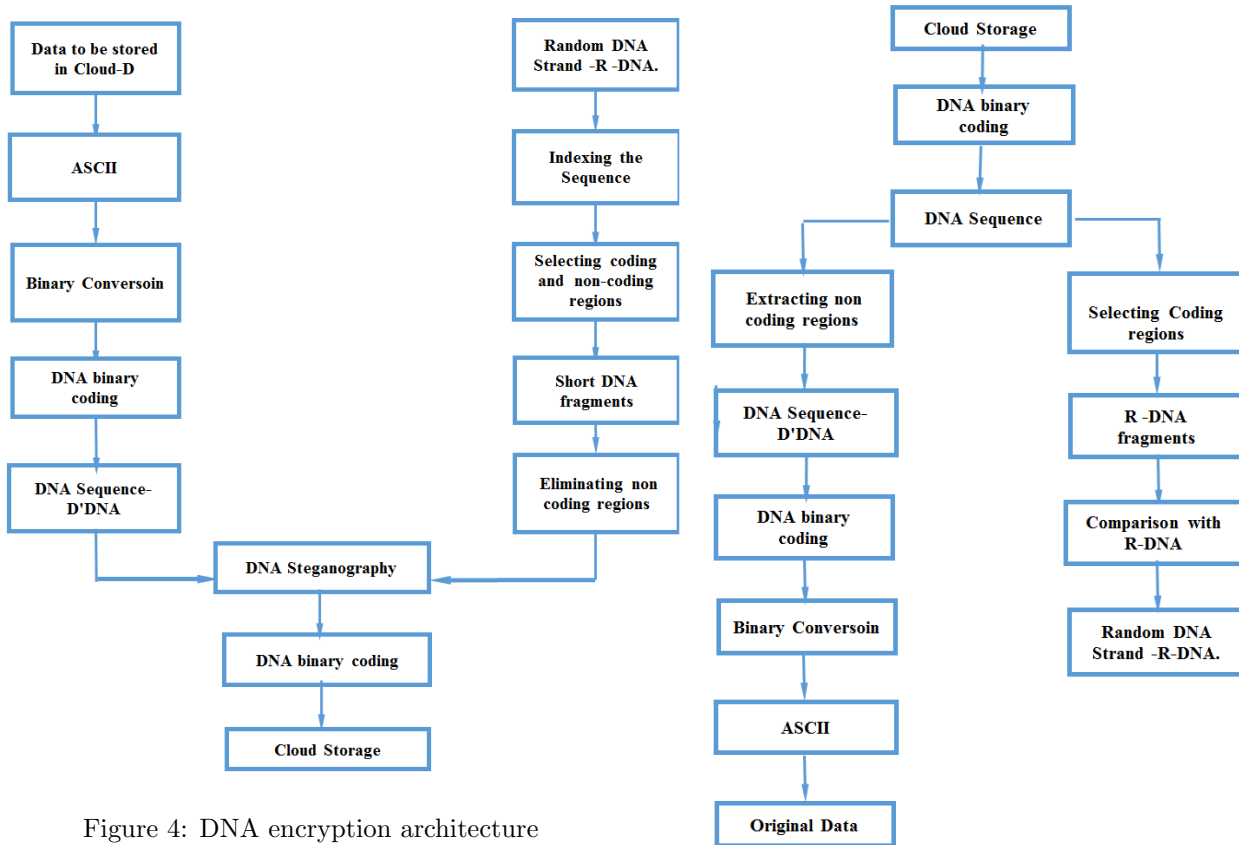 Data to be stored
in Cloud-D
ASCII
Binary Conversoin
DNA binary
coding
DNA Sequence-
D'DNA
Random DNA
Strand -R -DNA.
Indexing the
Sequence
Selecting coding
and non-coding
regions
Short DNA
fragments
Eliminating non
coding regions
DNA Steganography
DNA binary coding
Cloud Storage
Figure 4: DNA encryption architecture
Cloud Storage
DNA binary
coding
DNA Sequence
Extracting non
coding regions
DNA Sequence-
D'DNA
DNA binary
coding
Binary Conversoin
ASCII
Original Data
Selecting Coding
regions
R -DNA
fragments
Comparison with
R-DNA
Random DNA
Strand -R-DNA.